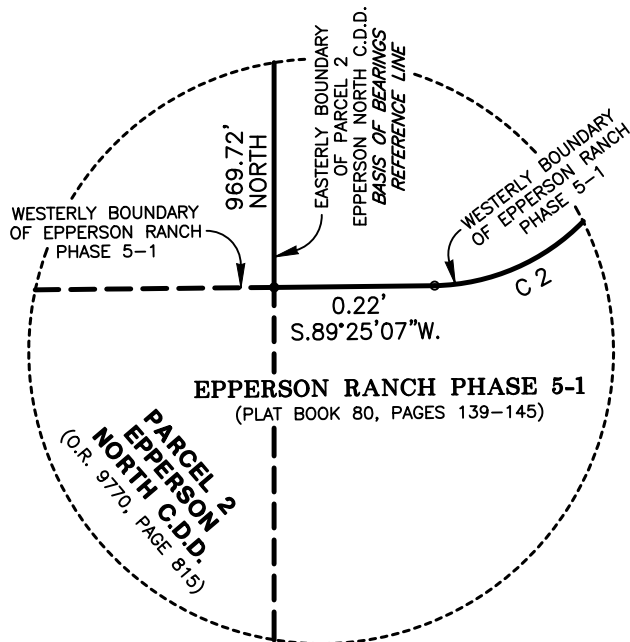 969.72'
NORTH
EASTERLY BOUNDARY
OF PARCEL 2
EPPERSON NORTH C.D.D.
BASIS OF BEARINGS
REFERENCE LINE
WESTERLY BOUNDARY
OF EPPERSON RANCH
PHASE 5-1
WESTERLY BOUNDARY
OF EPPERSON RANCH
PHASE 5-1
C 2
0.22'
S.89°25'07"W.
EPPERSON RANCH PHASE 5-1
(PLAT BOOK 80, PAGES 139-145)
PARCEL 2
EPPERSON
NORTH C.D.D.
(O.R. 9770, PAGE 815)